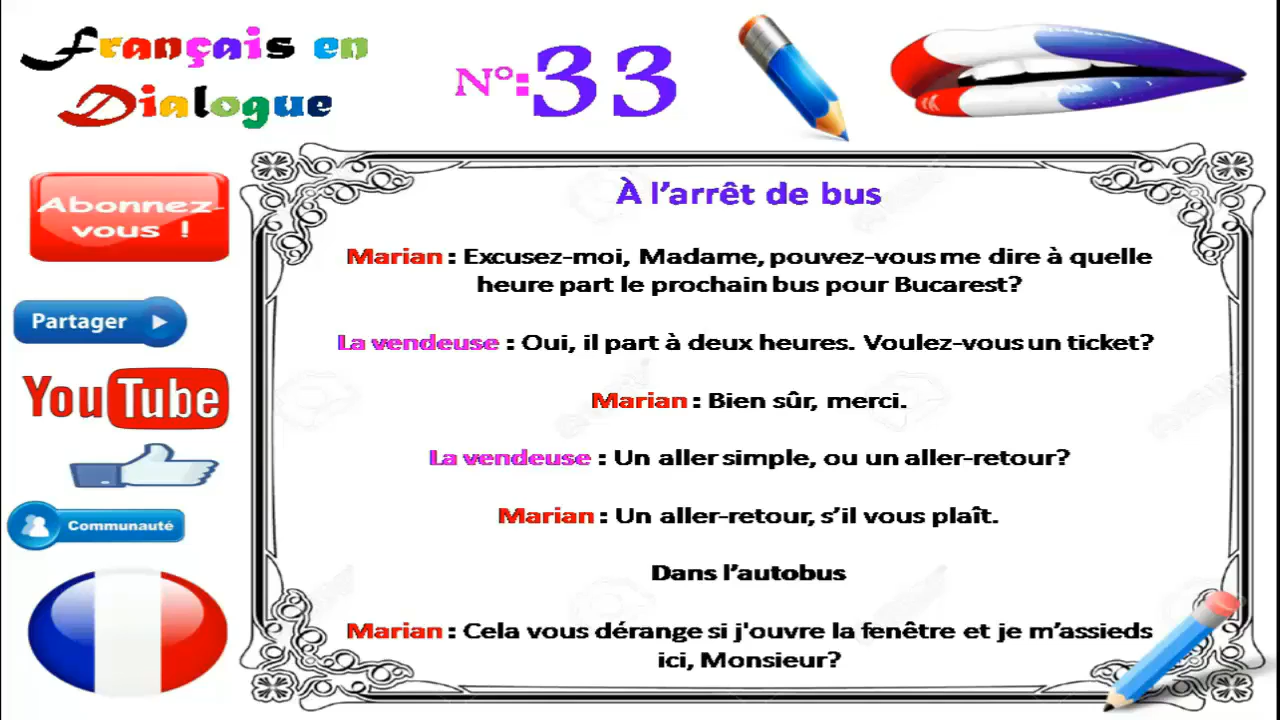 Français en
Dialogue
N°:33
Abonnez-
vous !
Partager
YouTube
Communauté
À l’arrêt de bus
Marian : Excusez-moi, Madame, pouvez-vous me dire à quelle
heure part le prochain bus pour Bucarest?
La vendeuse : Oui, il part à deux heures. Voulez-vous un ticket?
Marian : Bien sûr, merci.
La vendeuse : Un aller simple, ou un aller-retour?
Marian : Un aller-retour, s’il vous plaît.
Dans l’autobus
Marian : Cela vous dérange si j'ouvre la fenêtre et je m’assieds
ici, Monsieur?